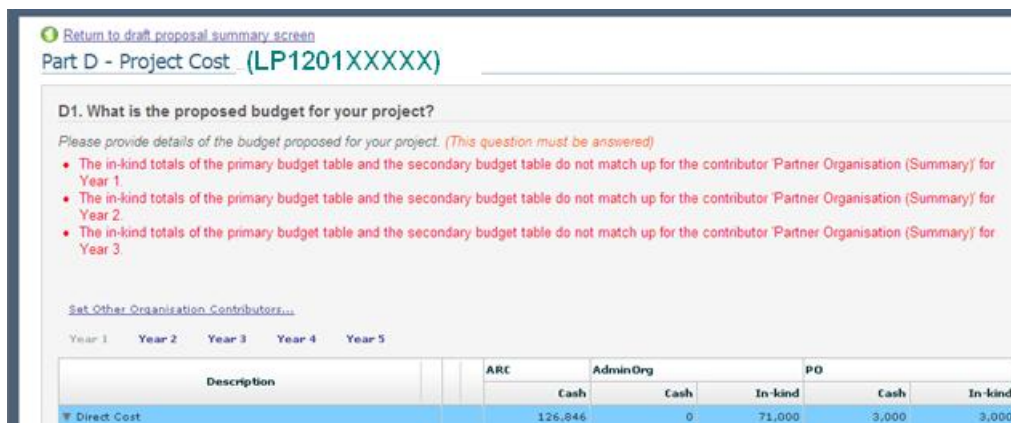 Return to draft proposal summary screen
Part D - Project Cost (LP1201XXXXX)
D1. What is the proposed budget for your project?
Please provide details of the budget proposed for your project. (This question must be answered)
• The in-kind totals of the primary budget table and the secondary budget table do not match up for the contributor 'Partner Organisation (Summary)' for
Year 1.
• The in-kind totals of the primary budget table and the secondary budget table do not match up for the contributor 'Partner Organisation (Summary)' for
Year 2.
• The in-kind totals of the primary budget table and the secondary budget table do not match up for the contributor 'Partner Organisation (Summary)' for
Year 3.
Set Other Organisation Contributors...
Year 1 Year 2 Year 3 Year 4 Year 5
Description ARC AdminOrg PO
Cash Cash In-kind Cash In-kind
▼ Direct Cost 126,846 0 71,000 3,000 3,000